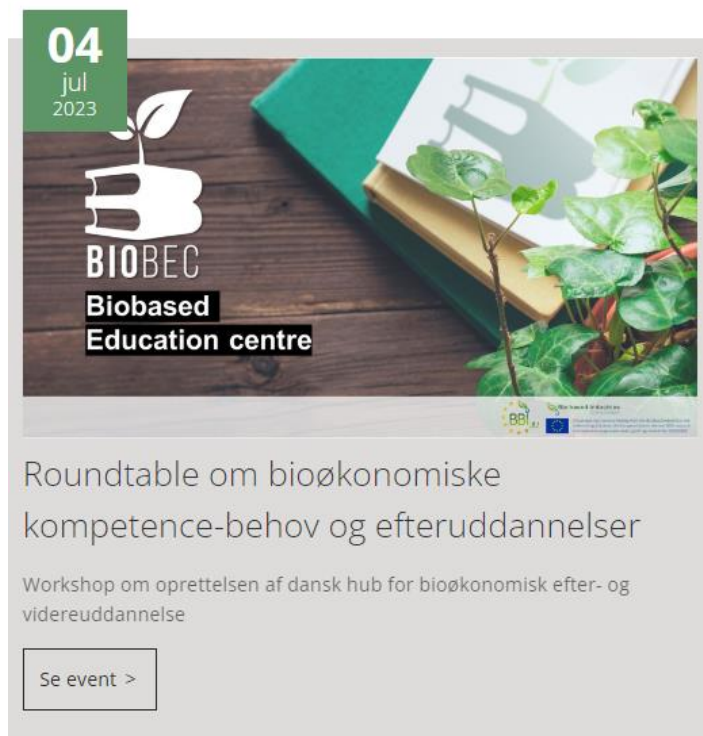 04
jul
2023
BIOBEC
Biobased
Education centre
BBI
Roundtable om bioøkonomiske
kompetence-behov og efteruddannelser
Workshop om oprettelsen af dansk hub for bioøkonomisk efter- og
videreuddannelse
Se event >